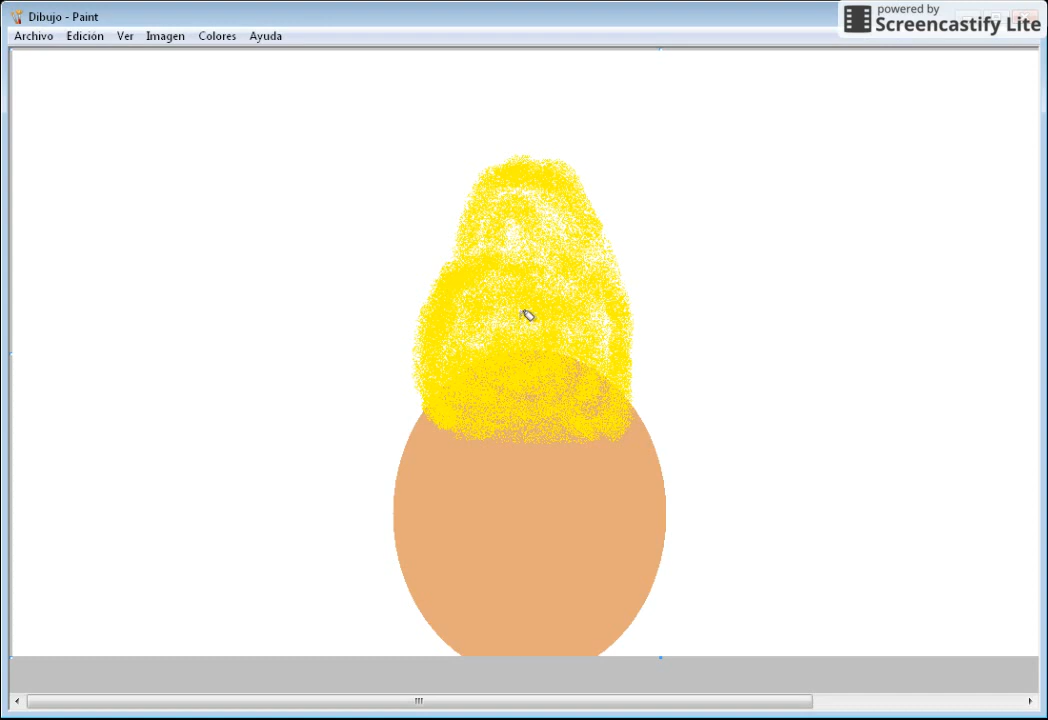 Dibujo - Paint
powered by
Screencastify Lite
Archivo Edición Ver Imagen Colores Ayuda